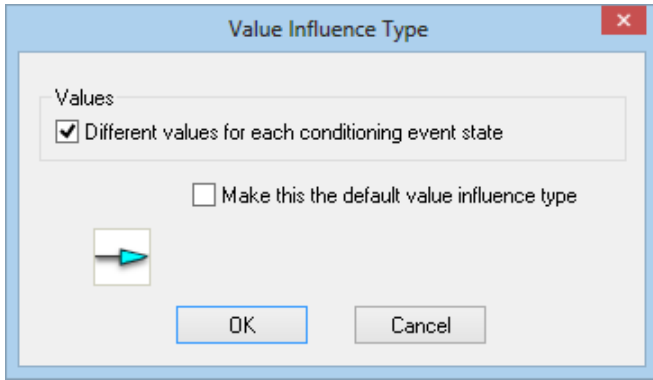 Value Influence Type
Values
Different values for each conditioning event state
Make this the default value influence type
OK
Cancel